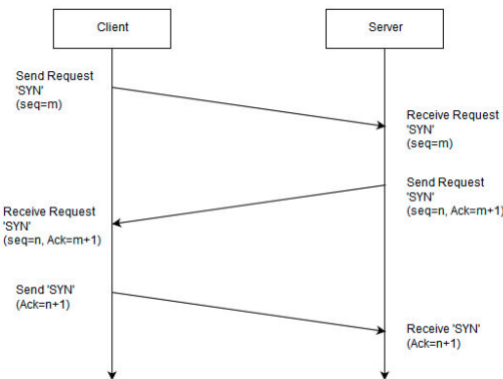 Client
Server
Send Request
'SYN'
(seq=m)
Receive Request
'SYN'
(seq=m)
Send Request
'SYN'
(seq=n, Ack=m+1)
Receive Request
'SYN'
(seq=n, Ack=m+1)
Send 'SYN'
(Ack=n+1)
Receive 'SYN'
(Ack=n+1)